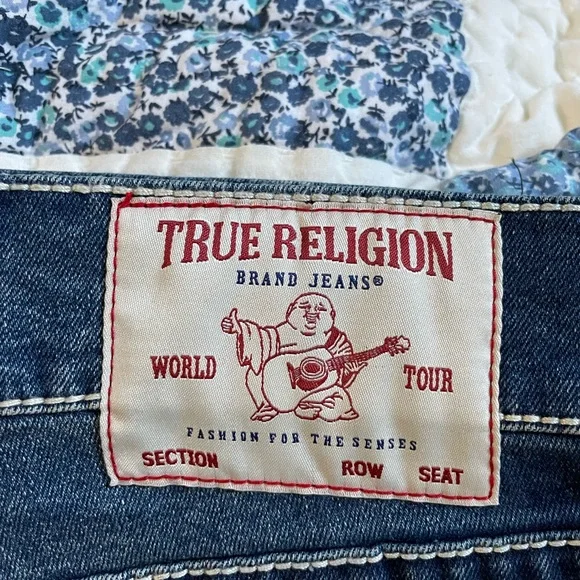 TRUE RELIGION
BRAND JEANS®
WORLD TOUR
FASHION FOR THE SENSES
SECTION ROW SEAT